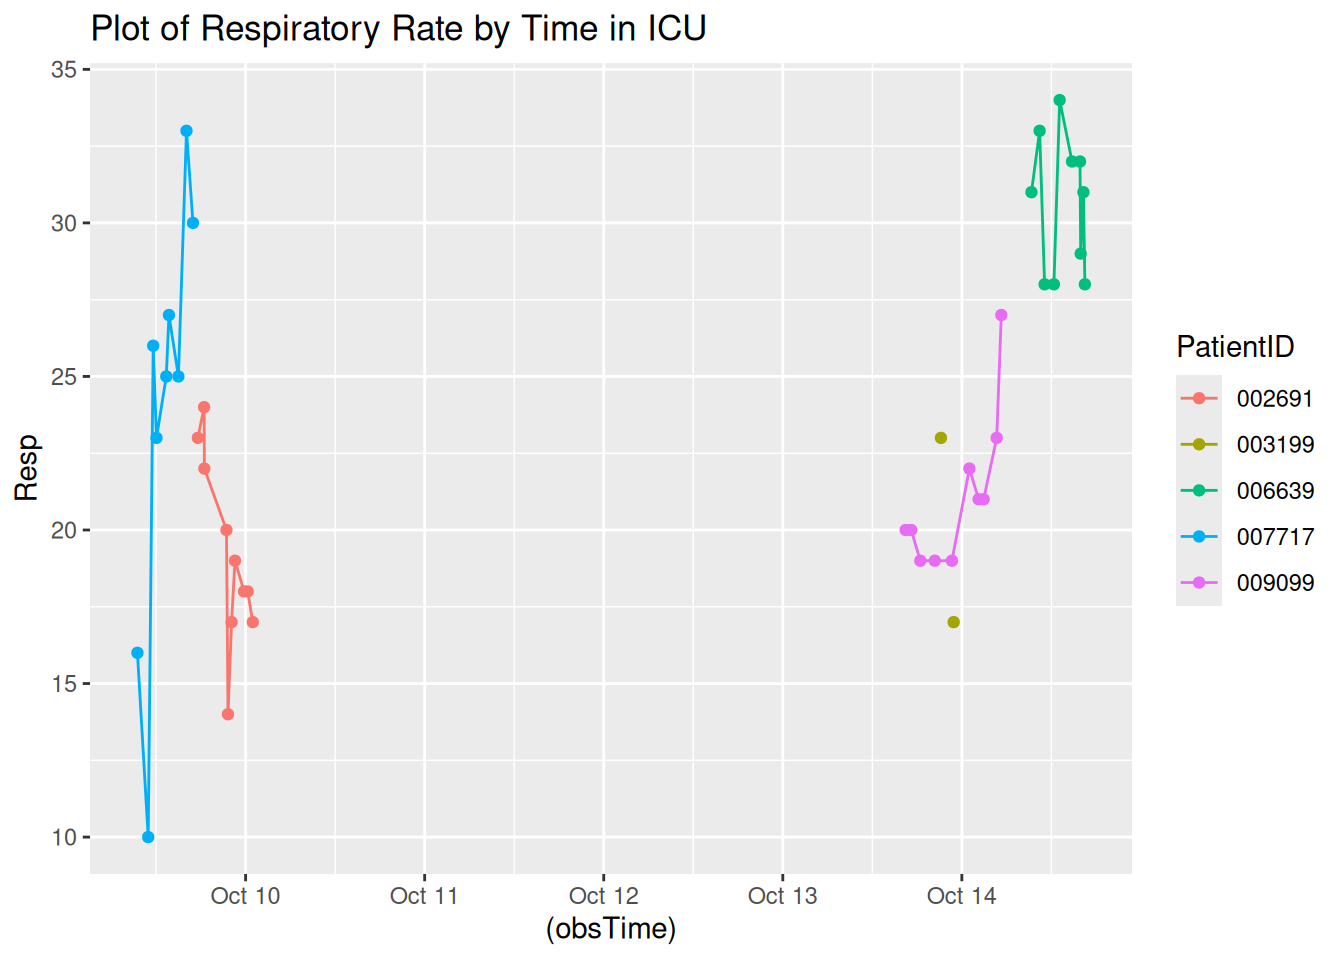 Plot of Respiratory Rate by Time in ICU
Resp
35
30
25
20
15
10
Oct 10 Oct 11 Oct 12 Oct 13 Oct 14
(obsTime)
PatientID
002691
003199
006639
007717
009099